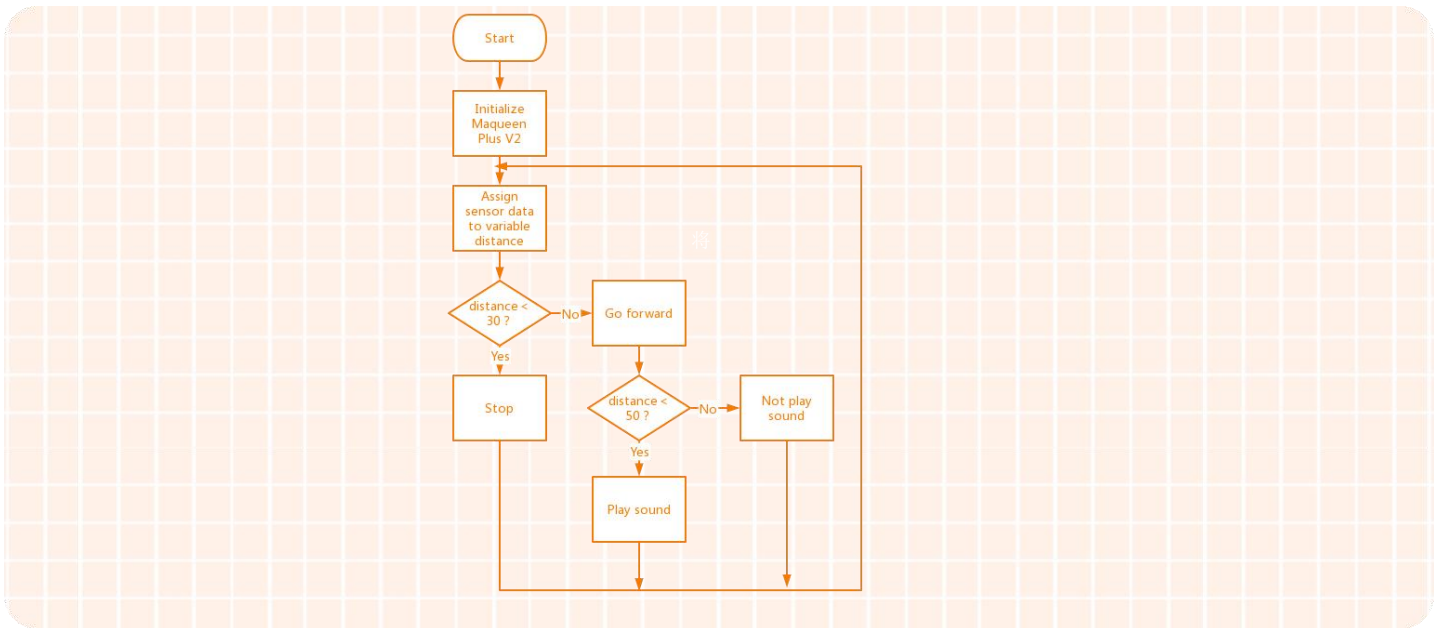 Start
Initialize
Maqueen
Plus V2
Assign
sensor data
to variable
distance
将
distance <
30 ?
No
Go forward
Yes
Stop
distance <
50 ?
No
Not play
sound
Yes
Play sound